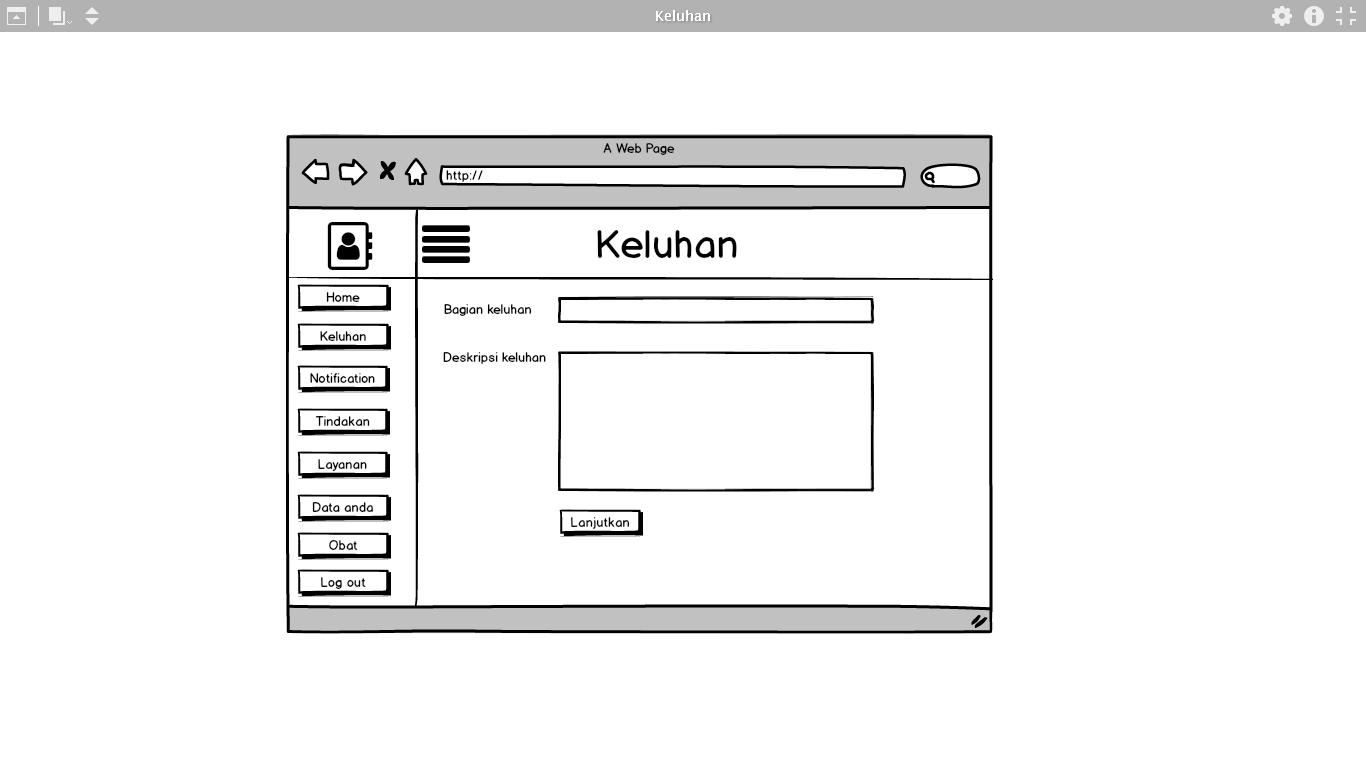 Keluhan
A Web Page
http://
Keluhan
Home
Keluhan
Notification
Tindakan
Layanan
Data anda
Obat
Log out
Bagian keluhan
Deskripsi keluhan
Lanjutkan